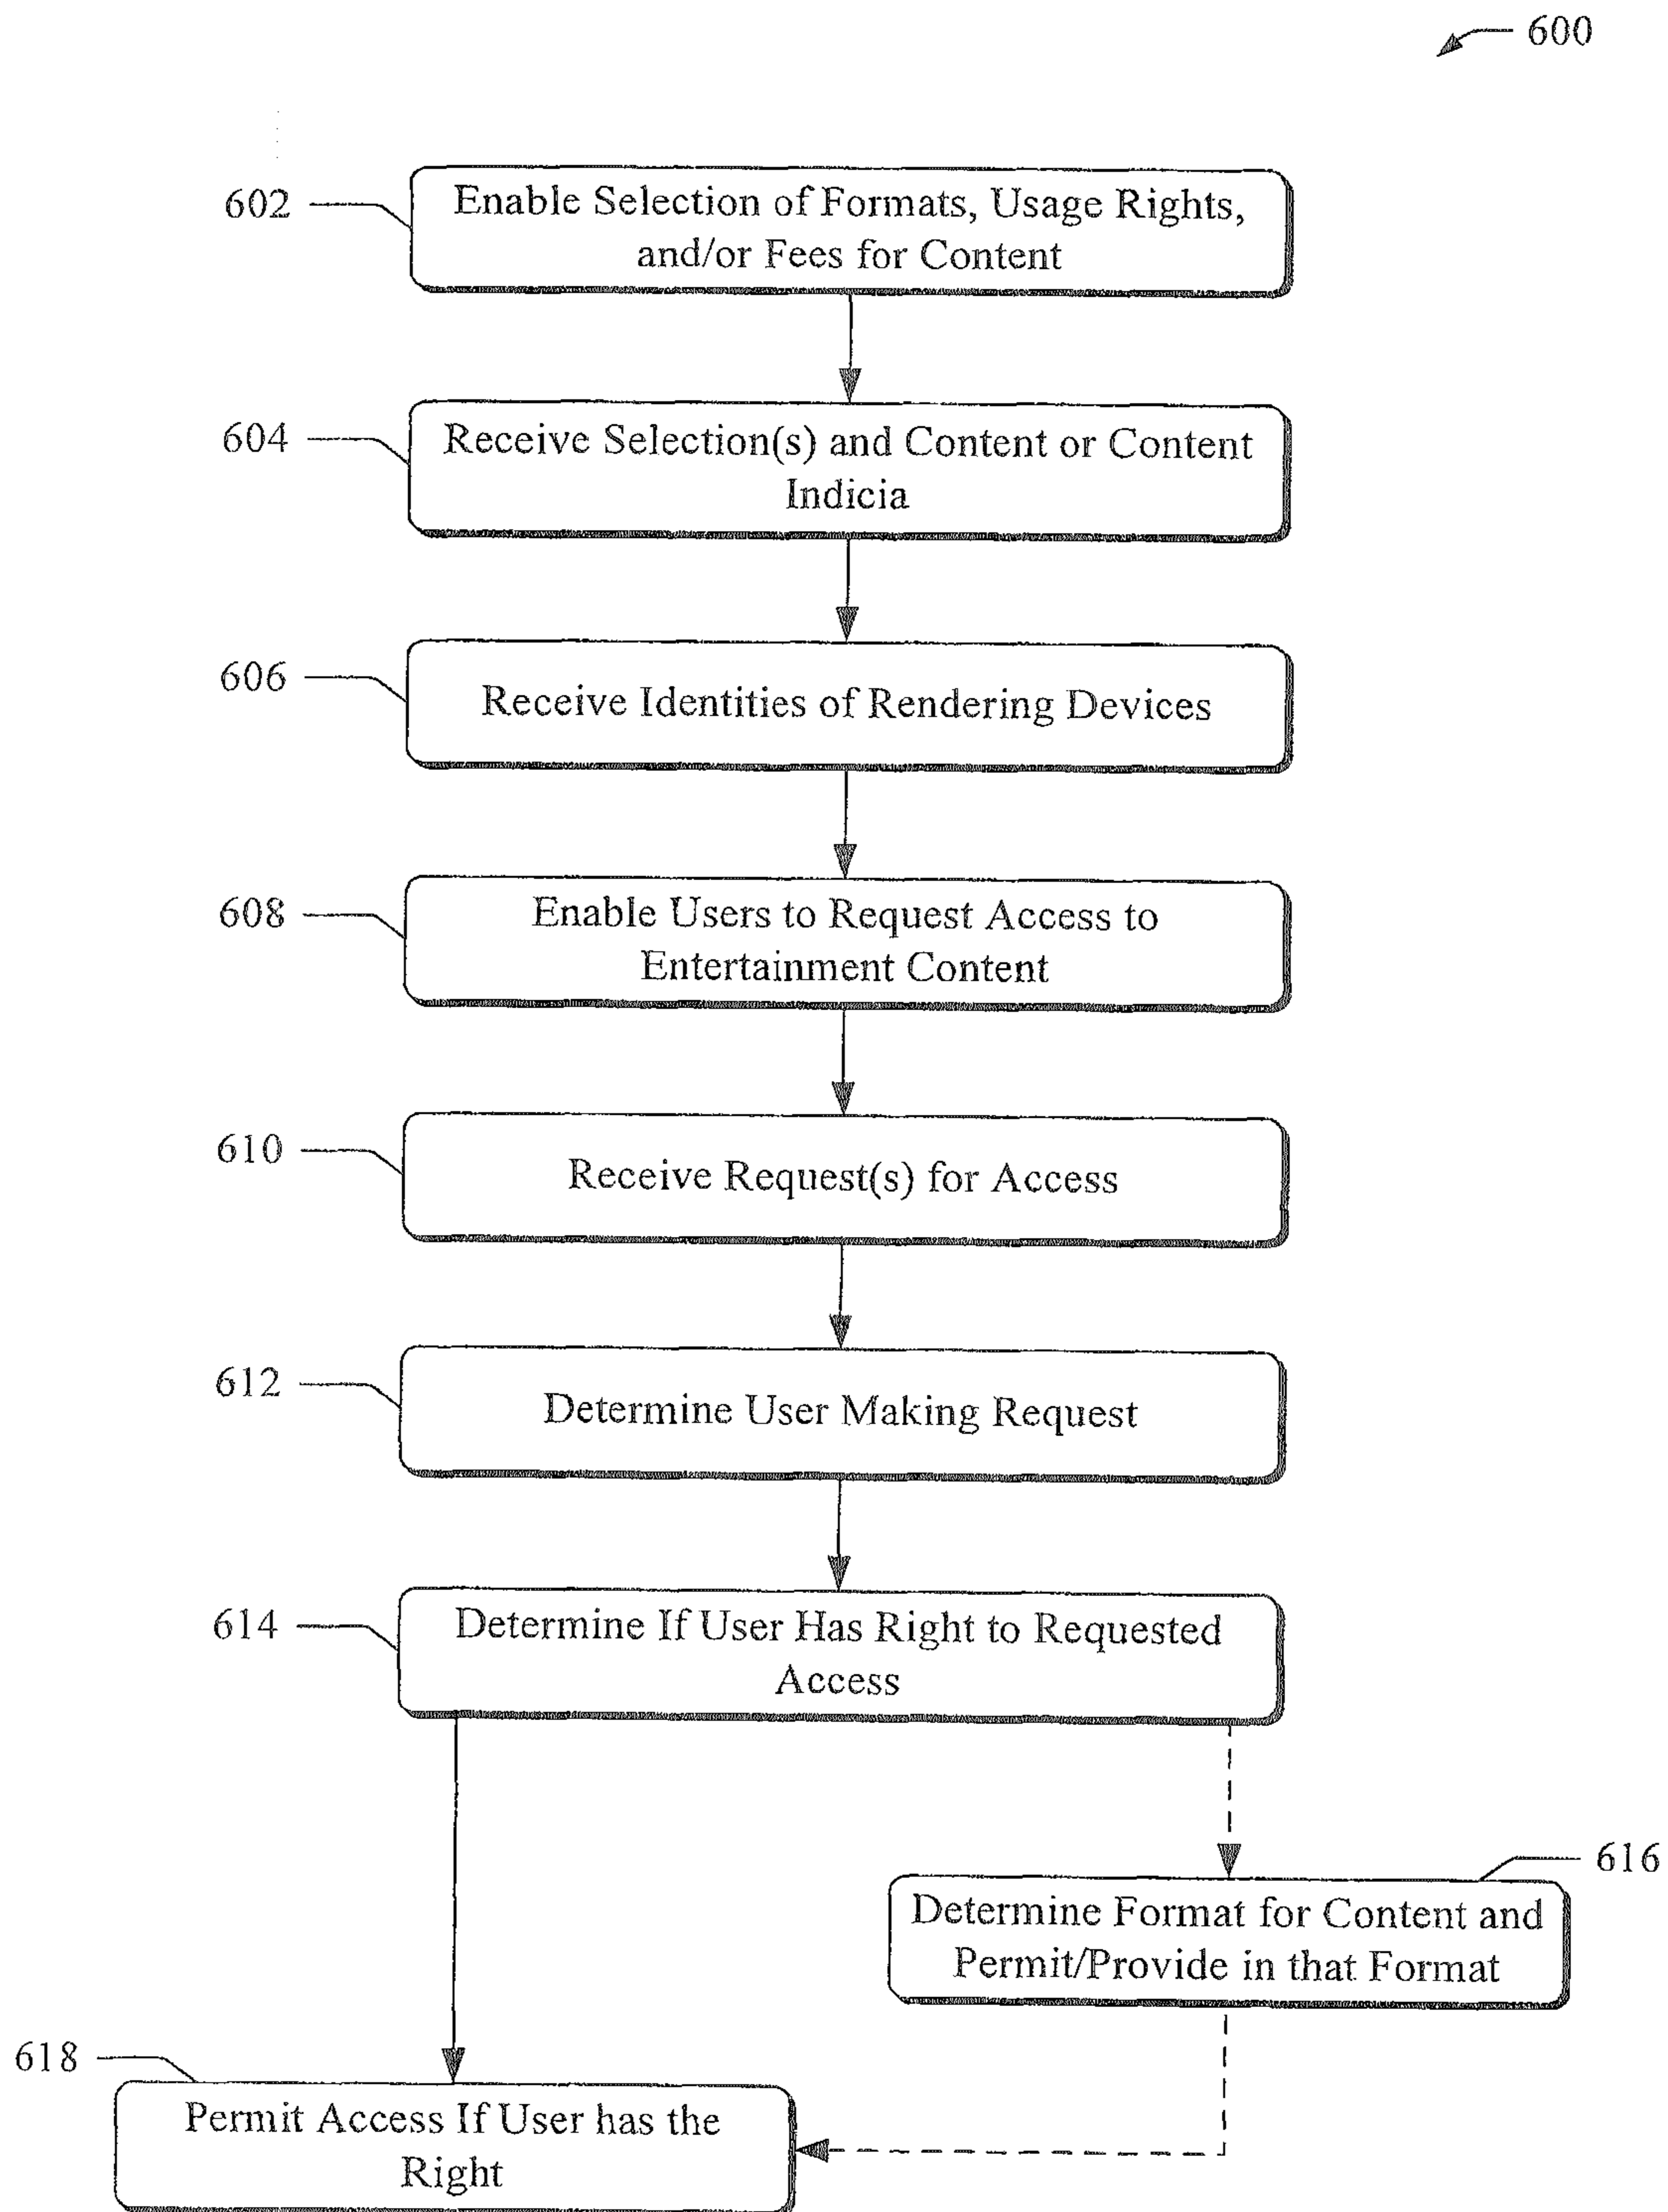 600
602
Enable Selection of Formats, Usage Rights,
and/or Fees for Content
604
Receive Selection(s) and Content or Content
Indicia
606
Receive Identities of Rendering Devices
608
Enable Users to Request Access to
Entertainment Content
610
Receive Request(s) for Access
612
Determine User Making Request
614
Determine If User Has Right to Requested
Access
616
Determine Format for Content and
Permit/Provide in that Format
618
Permit Access If User has the
Right